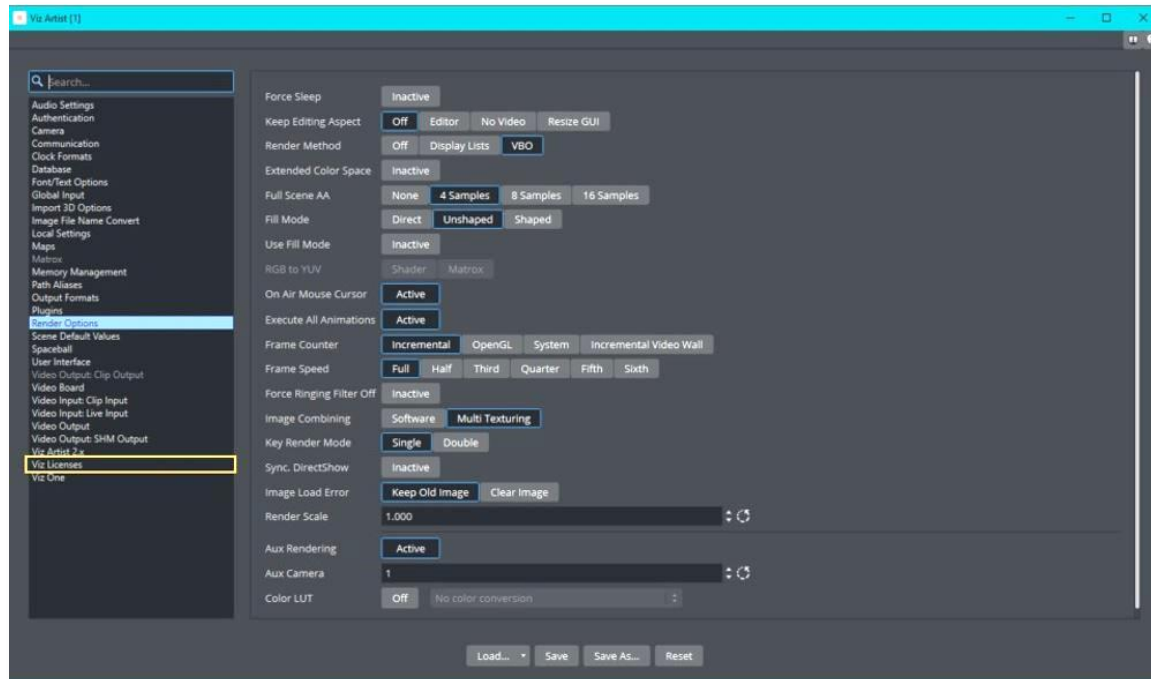 Viz Artist [1]
Search...
Audio Settings
Authentication
Camera
Communication
Clock Formats
Database
Font/Text Options
Global Input
Import 3D Options
Image File Name Convert
Local Settings
Maps
Matrox
Memory Management
Path Aliases
Output Formats
Plugins
Render Options
Scene Default Values
Spaceball
User Interface
Video Output: Clip Output
Video Board
Video Input: Clip Input
Video Input: Live Input
Video Output
Video Output: SHM Output
Viz Artist 2.x
Viz Licenses
Viz One
Force Sleep Inactive
Keep Editing Aspect Off Editor No Video Resize GUI
Render Method Off Display Lists VBO
Extended Color Space Inactive
Full Scene AA None 4 Samples 8 Samples 16 Samples
Fill Mode Direct Unshaped Shaped
Use Fill Mode Inactive
RGB to YUV Shader Matrox
On Air Mouse Cursor Active
Execute All Animations Active
Frame Counter Incremental OpenGL System Incremental Video Wall
Frame Speed Full Half Third Quarter Fifth Sixth
Force Ringing Filter Off Inactive
Image Combining Software Multi Texturing
Key Render Mode Single Double
Sync. DirectShow Inactive
Image Load Error Keep Old Image Clear Image
Render Scale 1.000
Aux Rendering Active
Aux Camera 1
Color LUT Off No color conversion
Load... Save Save As... Reset